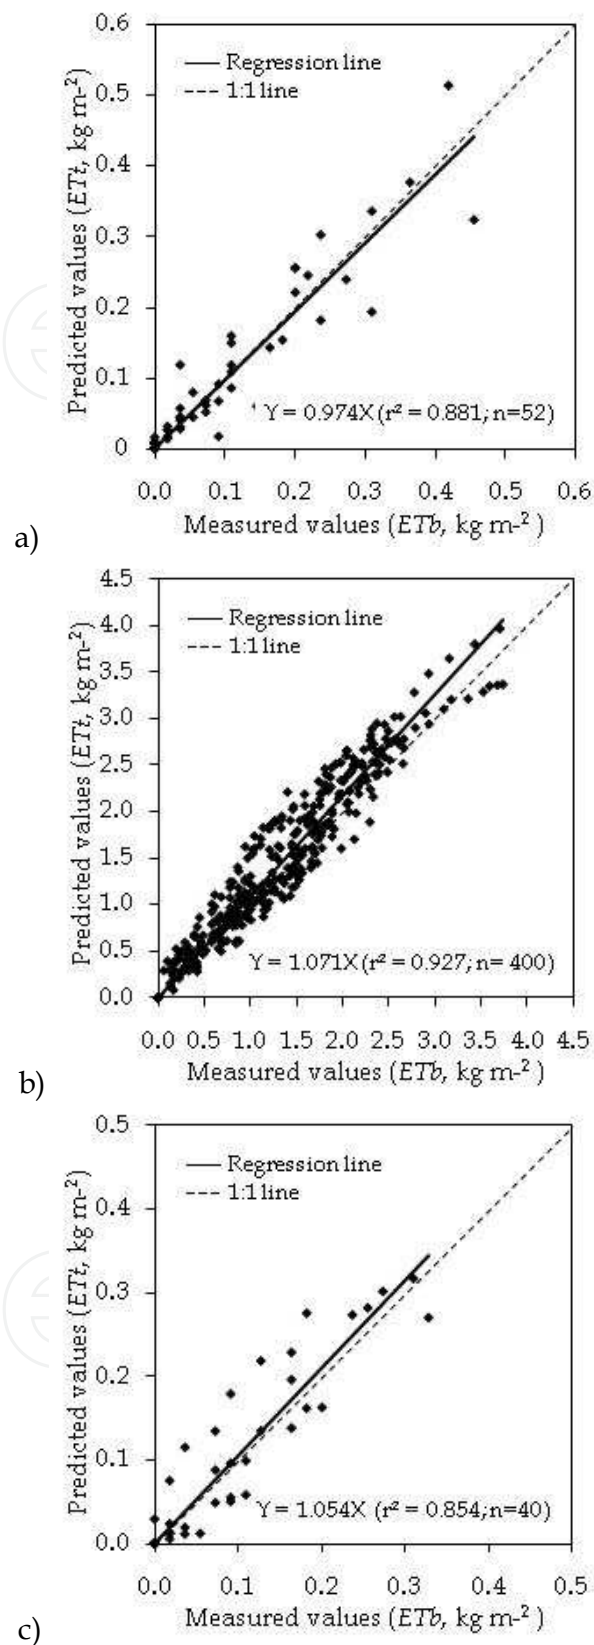 0.6
Regression line
1:1 line
0.5
0.4
0.3
0.2
0.1
Y = 0.974X (r² = 0.881; n=52)
0
0.0 0.1 0.2 0.3 0.4 0.5 0.6
Predicted values (ETt, kg m-2)
Measured values (ETb, kg m-2 )
a)
4.5
Regression line
4.0
1:1 line
3.5
3.0
2.5
2.0
1.5
1.0
0.5
Y = 1.071X (r² = 0.927; n= 400)
0.0
0 0.5 1.0 1.5 2.0 2.5 3.0 3.5 4.0 4.5
Predicted values (ETt, kg m-2)
Measured values (ETb, kg m-2 )
b)
0.5
Regression line
1:1 line
0.4
0.3
0.2
0.1
Y = 1.054X (r² = 0.854; n=40)
0.0
0.0 0.1 0.2 0.3 0.4 0.5
Predicted values (ETt, kg m-2)
Measured values (ETb, kg m-2 )
c)